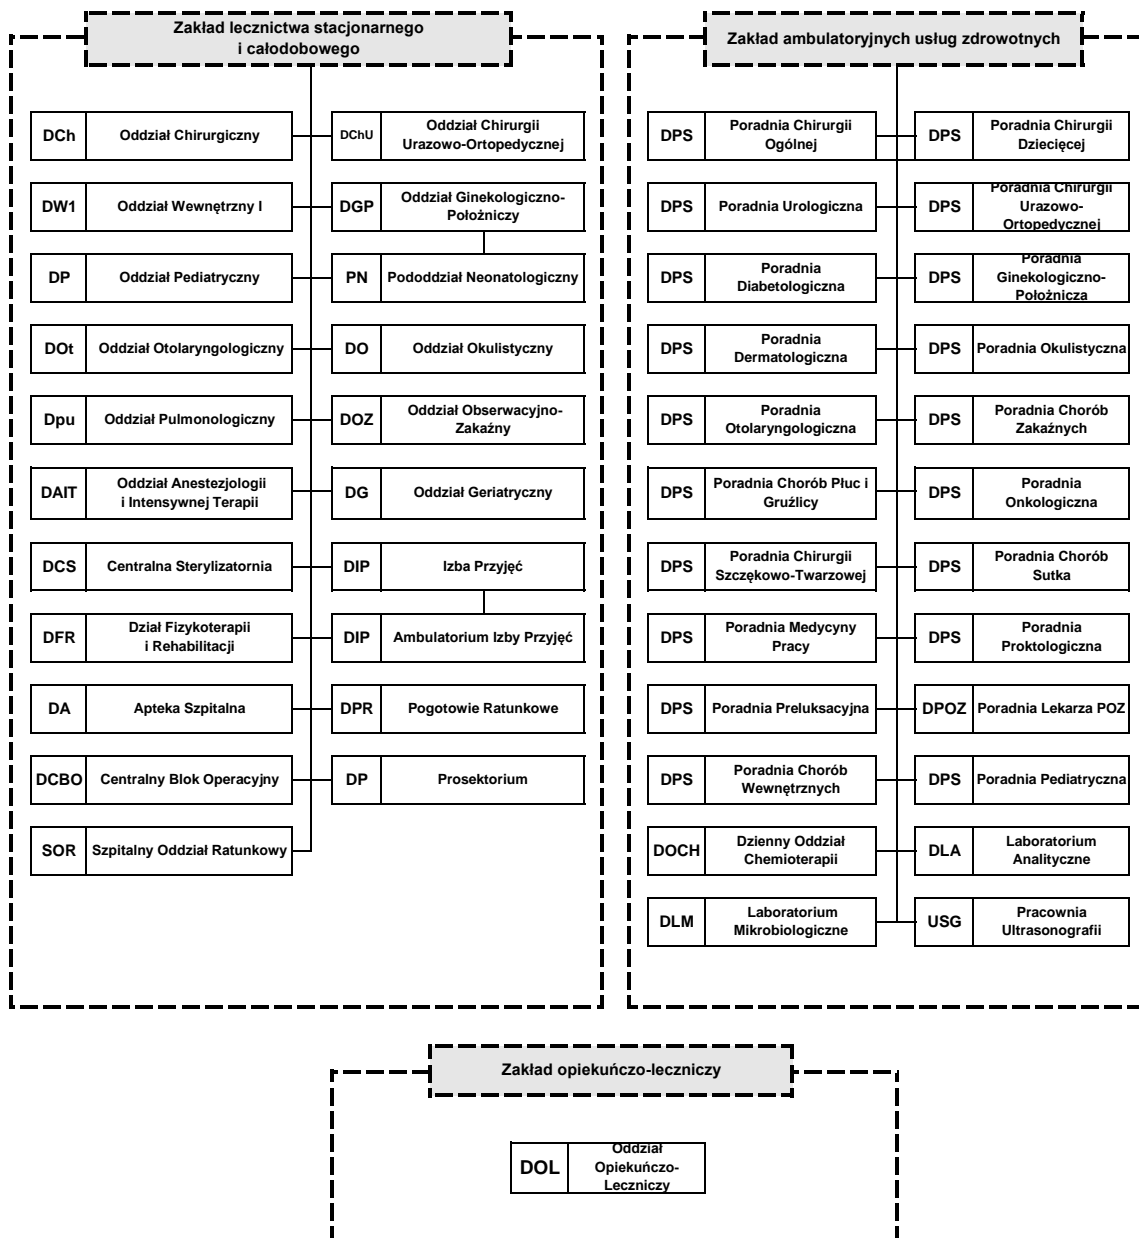 Zakład lecznictwa stacjonarnego
i całodobowego
DCh
Oddział Chirurgiczny
DChU
Oddział Chirurgii
Urazowo-Ortopedycznej
DW1
Oddział Wewnętrzny I
DGP
Oddział Ginekologiczno-
Położniczy
DP
Oddział Pediatryczny
PN
Pododdział Neonatologiczny
DOt
Oddział Otolaryngologiczny
DO
Oddział Okulistyczny
Dpu
Oddział Pulmonologiczny
DOZ
Oddział Obserwacyjno-
Zakaźny
DAIT
Oddział Anestezjologii
i Intensywnej Terapii
DG
Oddział Geriatryczny
DCS
Centralna Sterylizatornia
DIP
Izba Przyjęć
DFR
Dział Fizykoterapii
i Rehabilitacji
DIP
Ambulatorium Izby Przyjęć
DA
Apteka Szpitalna
DPR
Pogotowie Ratunkowe
DCBO
Centralny Blok Operacyjny
DP
Prosektorium
SOR
Szpitalny Oddział Ratunkowy
Zakład ambulatoryjnych usług zdrowotnych
DPS
Poradnia Chirurgii
Ogólnej
DPS
Poradnia Chirurgii
Dziecięcej
DPS
Poradnia Urologiczna
DPS
Poradnia Chirurgii
Urazowo-
Ortopedycznej
DPS
Poradnia
Diabetologiczna
DPS
Poradnia
Ginekologiczno-
Położnicza
DPS
Poradnia
Dermatologiczna
DPS
Poradnia Okulistyczna
DPS
Poradnia
Otolaryngologiczna
DPS
Poradnia Chorób
Zakaźnych
DPS
Poradnia Chorób Płuc i
Gruźlicy
DPS
Poradnia
Onkologiczna
DPS
Poradnia Chirurgii
Szczękowo-Twarzowej
DPS
Poradnia Chorób
Sutka
DPS
Poradnia Medycyny
Pracy
DPS
Poradnia
Proktologiczna
DPS
Poradnia Preluksacyjna
DPOZ
Poradnia Lekarza POZ
DPS
Poradnia Chorób
Wewnętrznych
DPS
Poradnia Pediatryczna
DOCH
Dzienny Oddział
Chemioterapii
DLA
Laboratorium
Analityczne
DLM
Laboratorium
Mikrobiologiczne
USG
Pracownia
Ultrasonografii
Zakład opiekuńczo-leczniczy
DOL
Oddział
Opiekuńczo-
Leczniczy